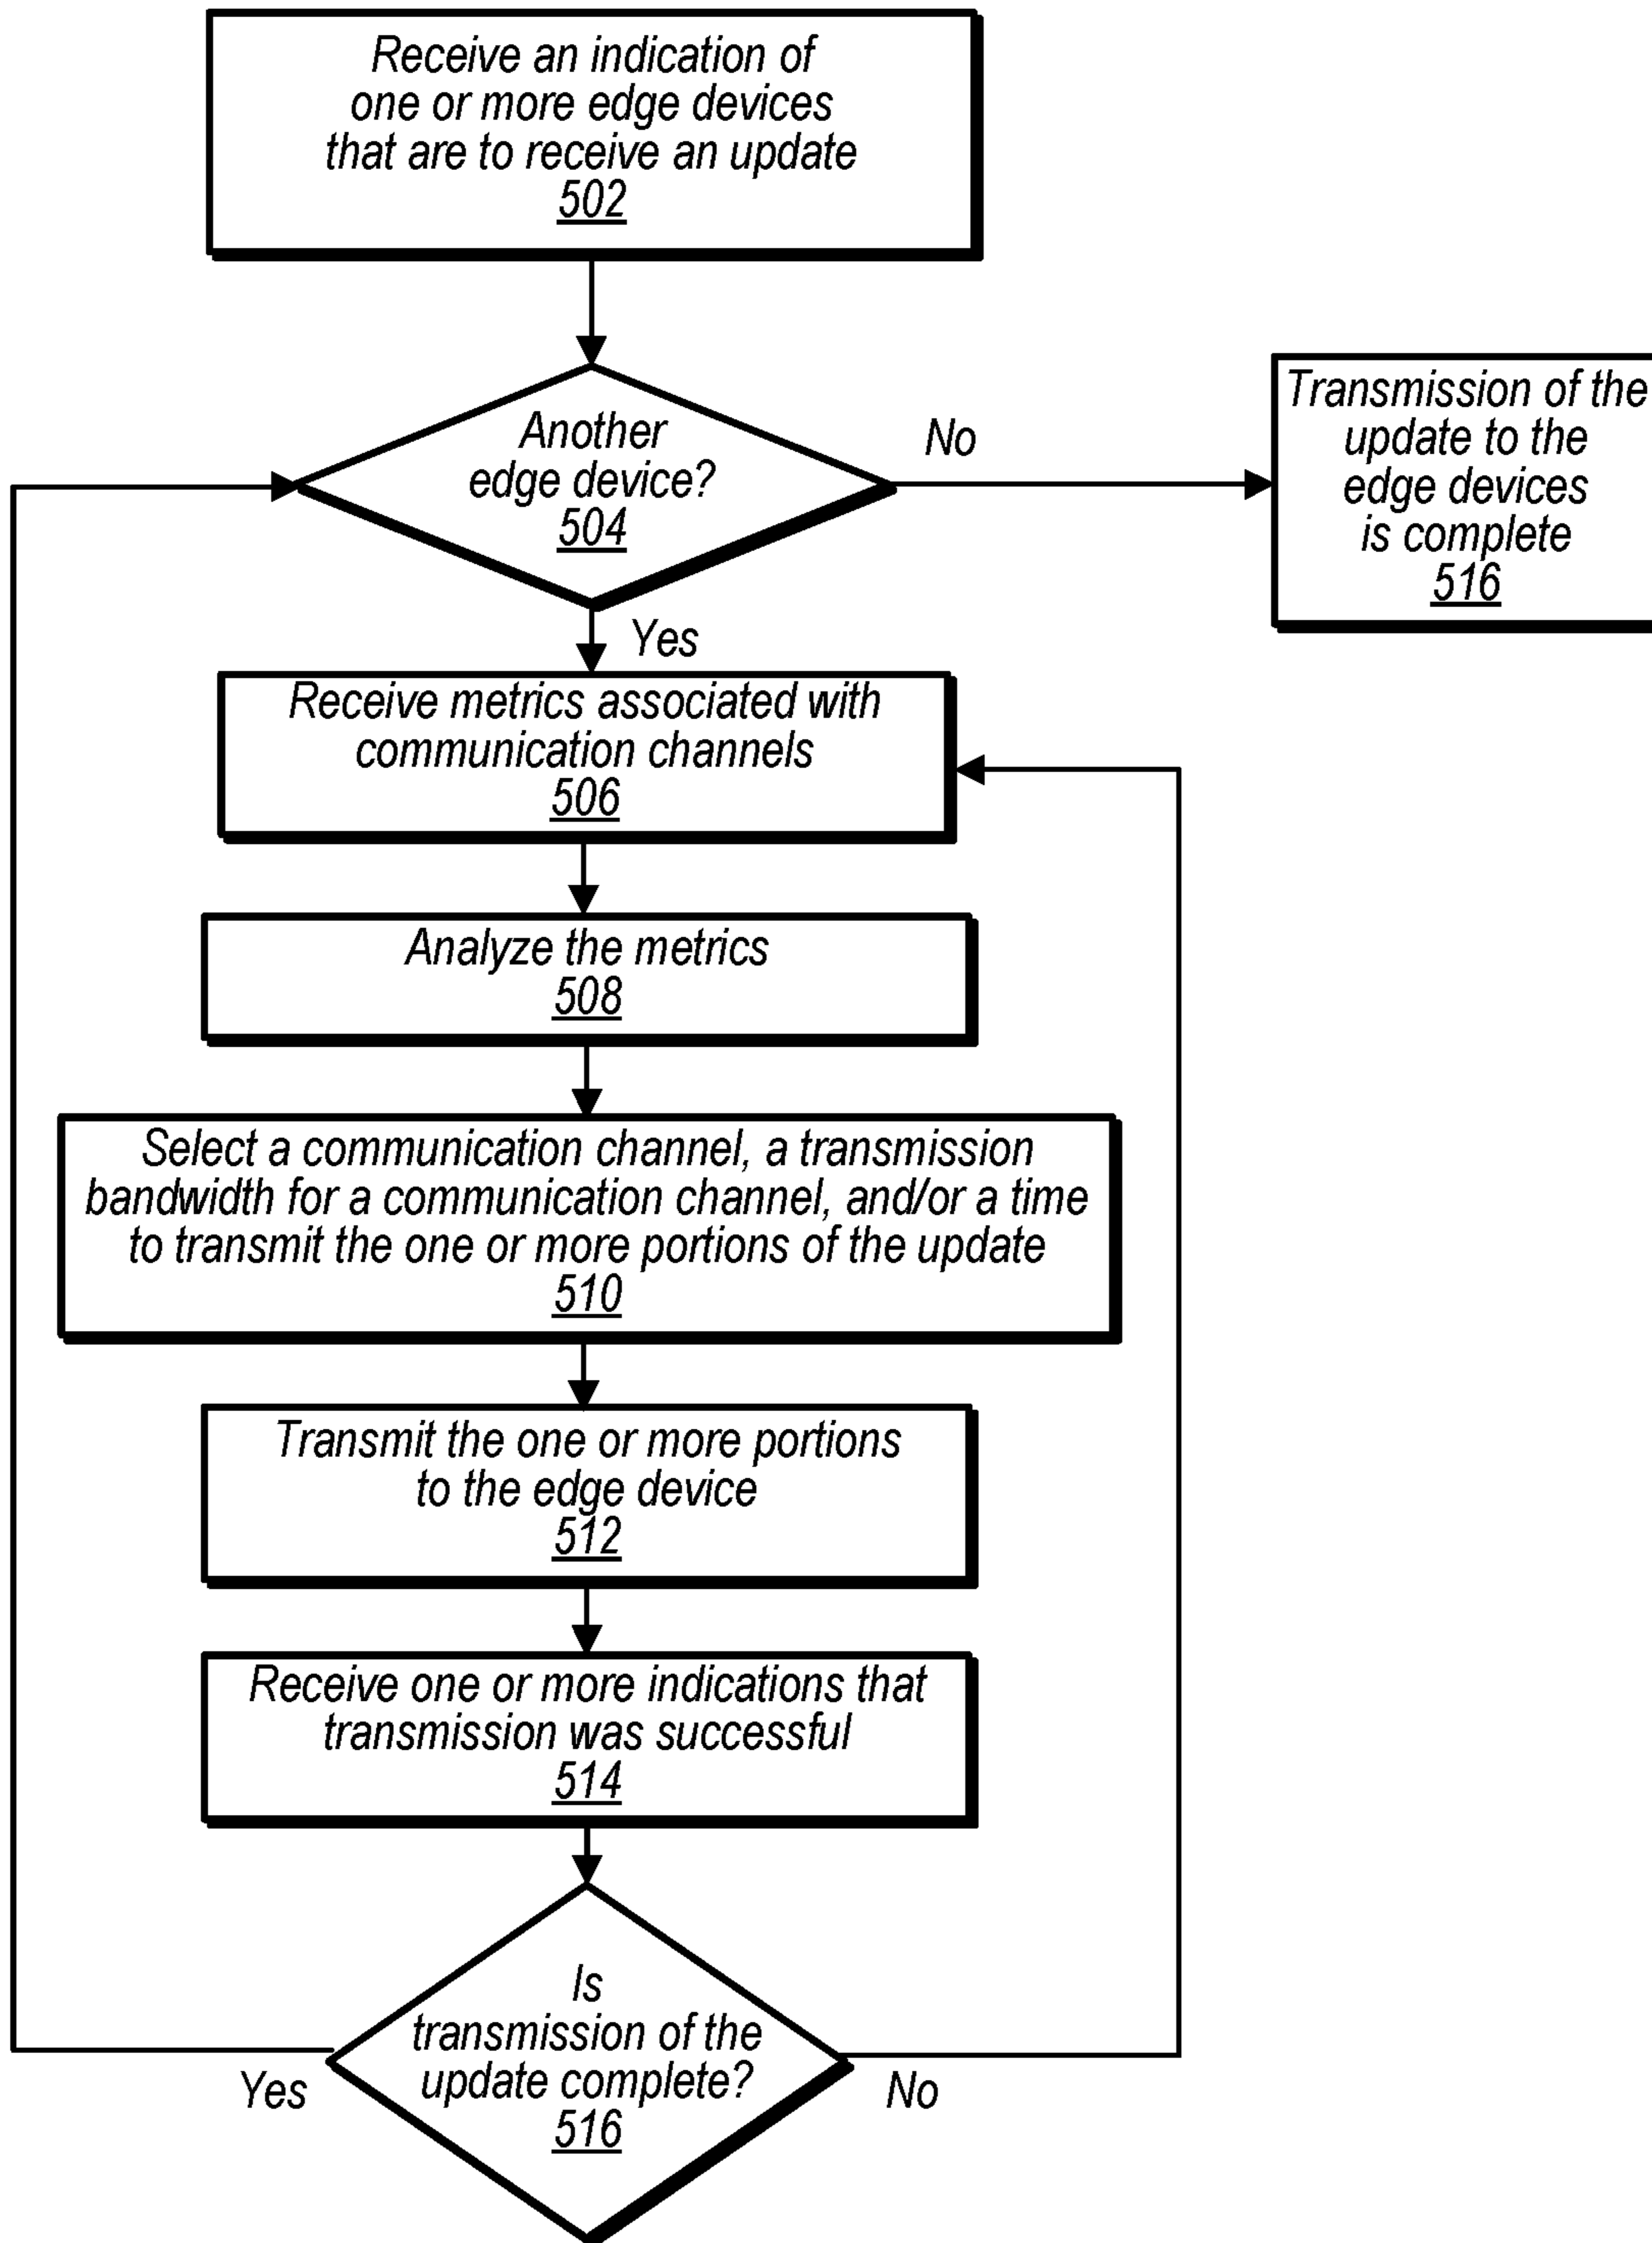 Receive an indication of
one or more edge devices
that are to receive an update
502
Another
edge device?
504
No
Transmission of the
update to the
edge devices
is complete
516
Yes
Receive metrics associated with
communication channels
506
Analyze the metrics
508
Select a communication channel, a transmission
bandwidth for a communication channel, and/or a time
to transmit the one or more portions of the update
510
Transmit the one or more portions
to the edge device
512
Receive one or more indications that
transmission was successful
514
Is
transmission of the
update complete?
516
Yes
No